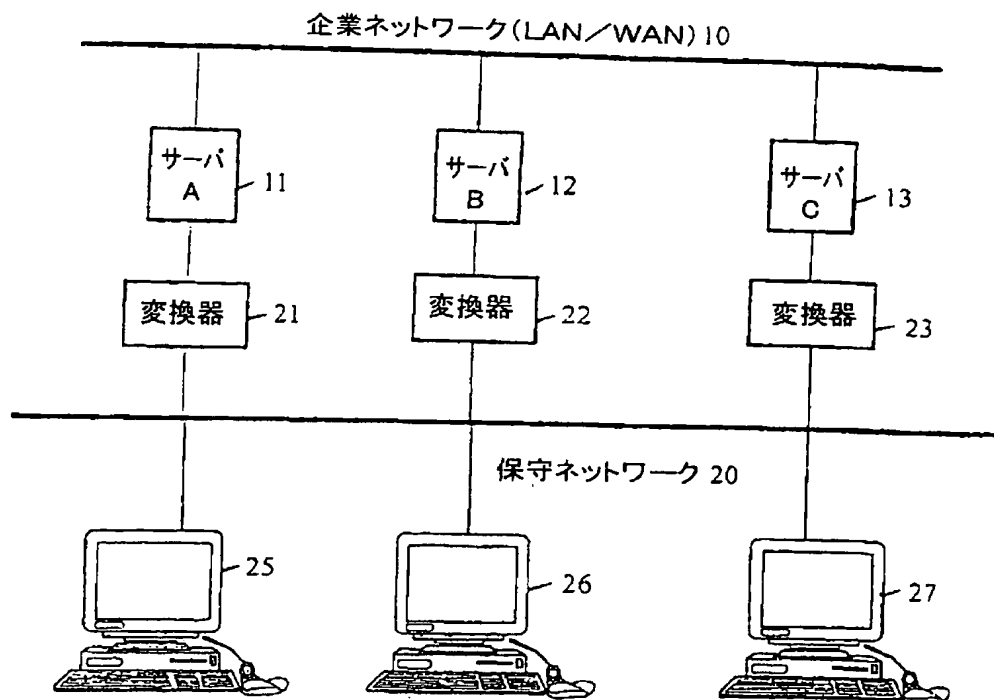 企業ネットワーク(LAN／WAN)10
サーバ
A
11
サーバ
B
12
サーバ
C
13
変換器
21
変換器
22
変換器
23
保守ネットワーク 20
25
26
27